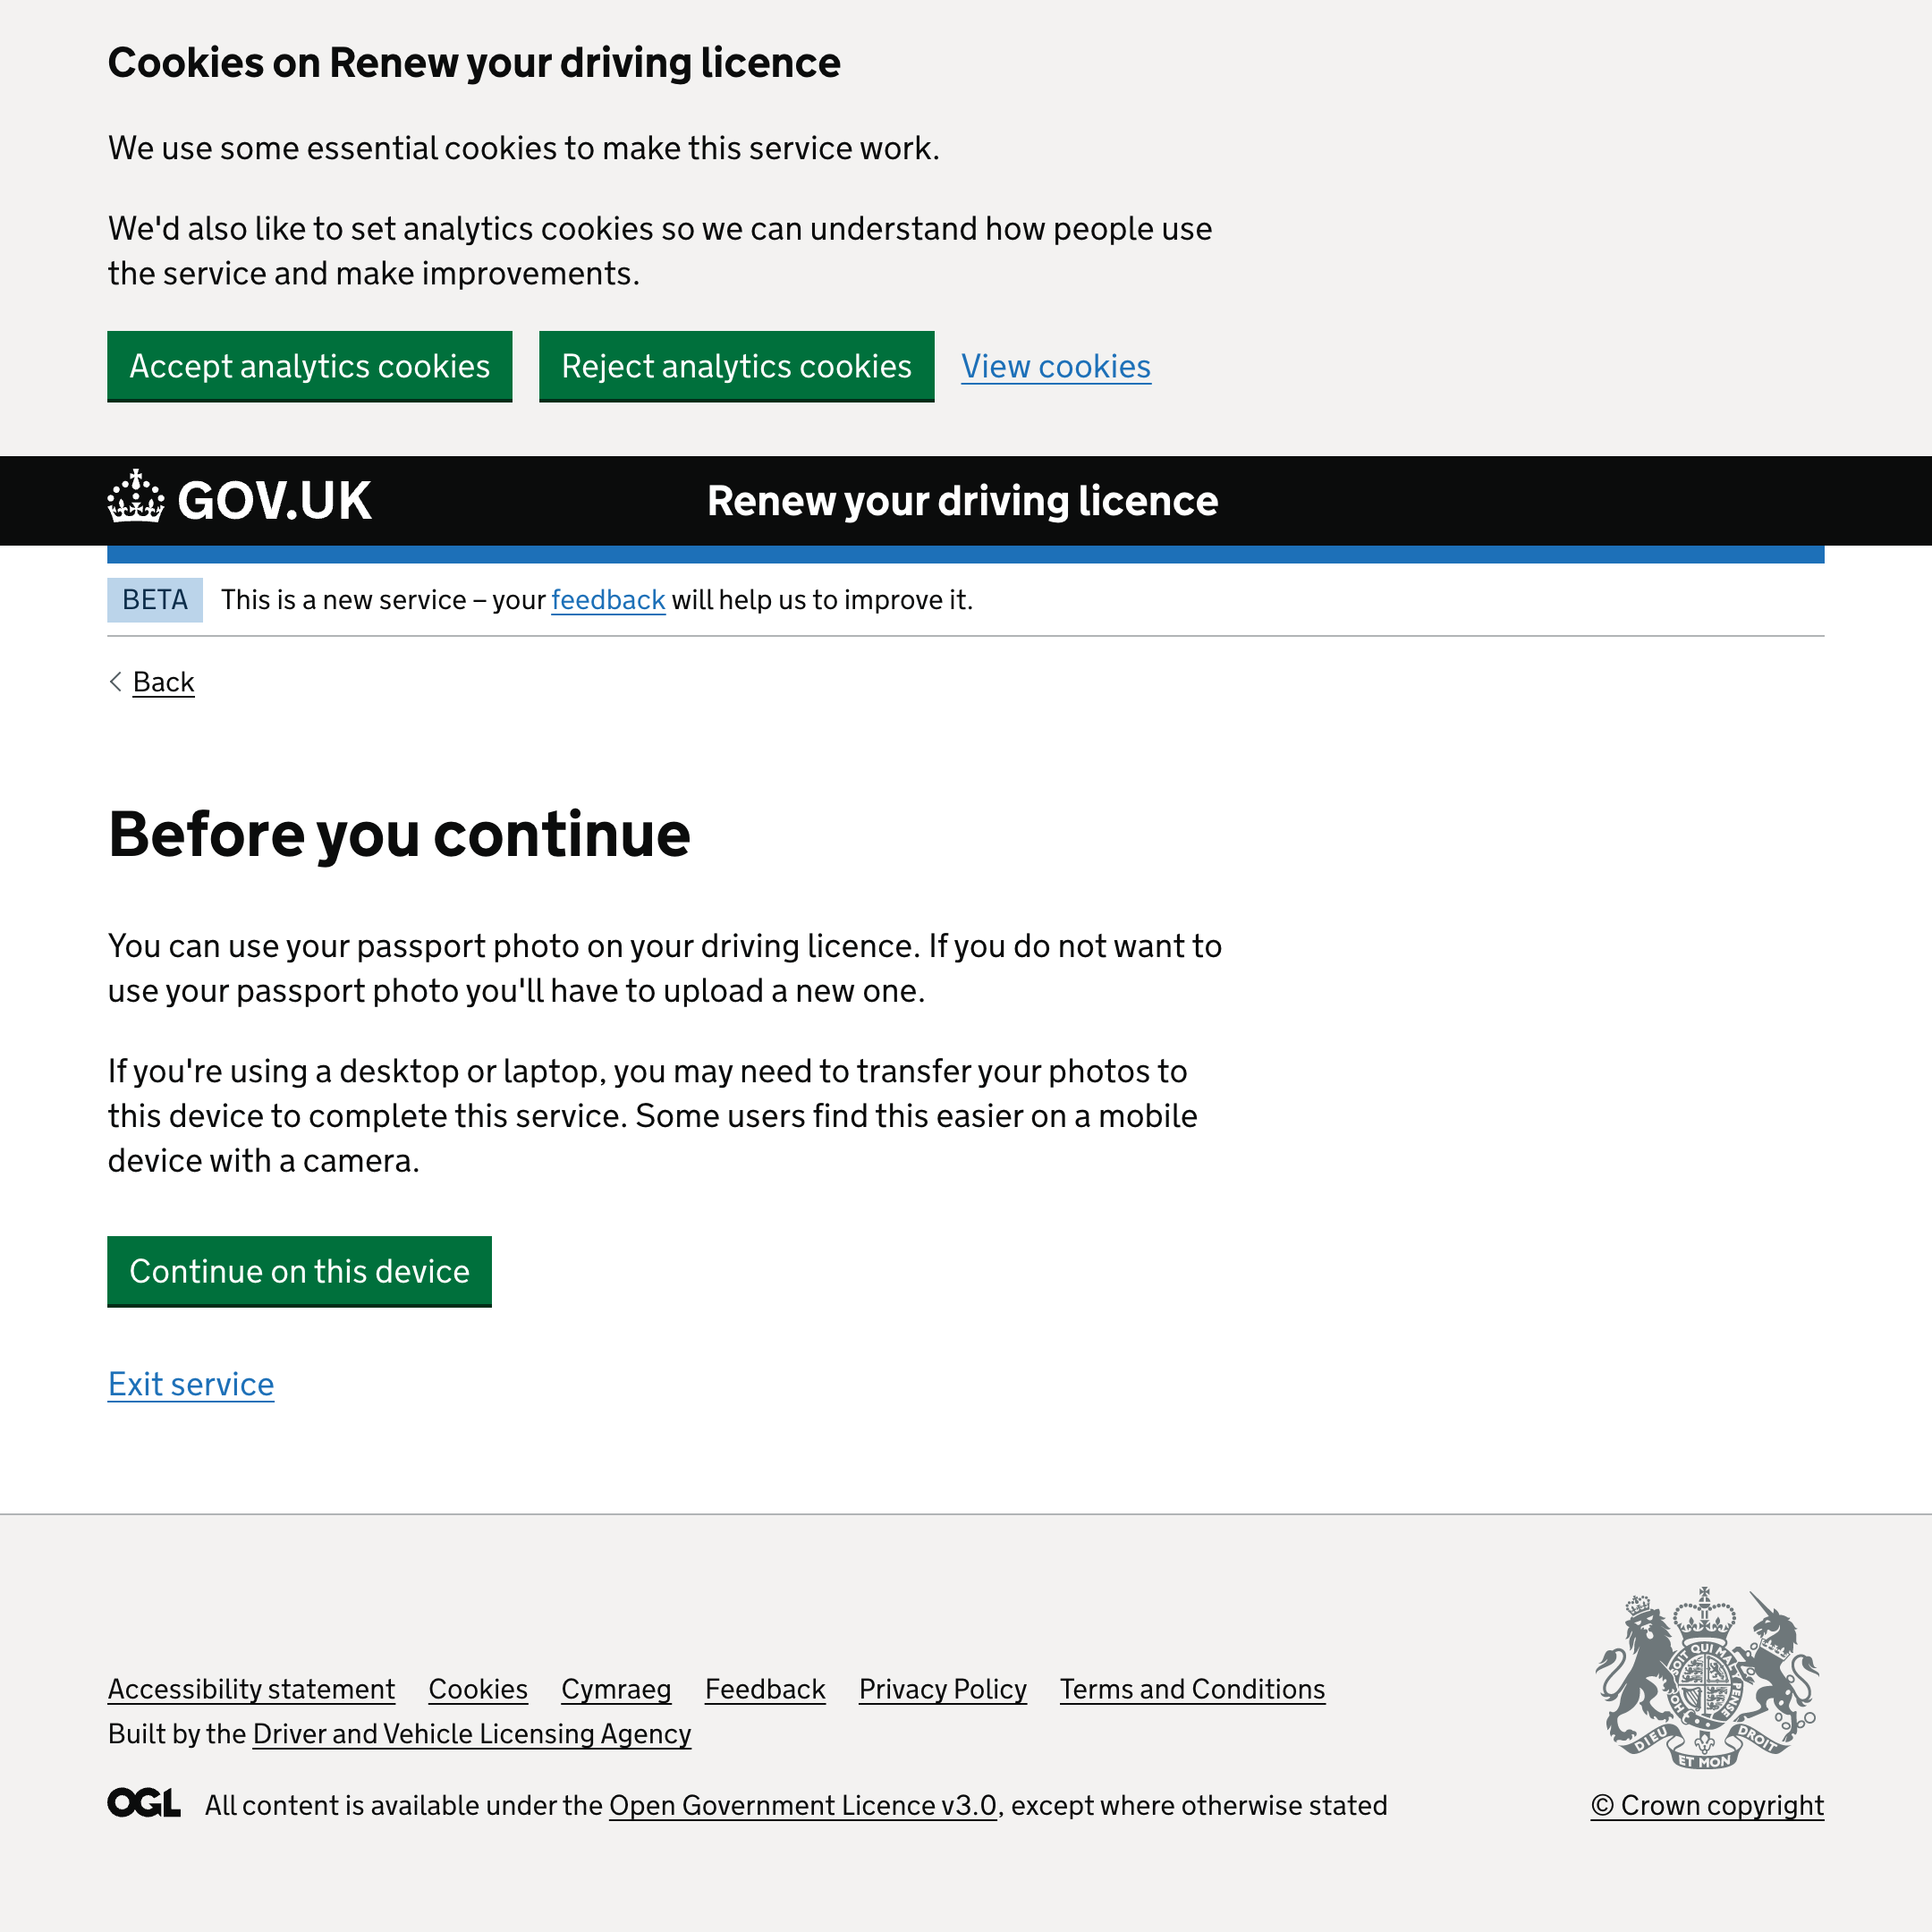 Cookies on Renew your driving licence
We use some essential cookies to make this service work.
We'd also like to set analytics cookies so we can understand how people use
the service and make improvements.
Accept analytics cookies Reject analytics cookies View cookies
GOV.UK Renew your driving licence
BETA This is a new service – your feedback will help us to improve it.
Back
Before you continue
You can use your passport photo on your driving licence. If you do not want to
use your passport photo you'll have to upload a new one.
If you're using a desktop or laptop, you may need to transfer your photos to
this device to complete this service. Some users find this easier on a mobile
device with a camera.
Continue on this device
Exit service
Accessibility statement Cookies Cymraeg Feedback Privacy Policy Terms and Conditions
Built by the Driver and Vehicle Licensing Agency
OGL All content is available under the Open Government Licence v3.0, except where otherwise stated
SOIT QUI MAL PENSE HON
DIEU ET MON DROIT
© Crown copyright